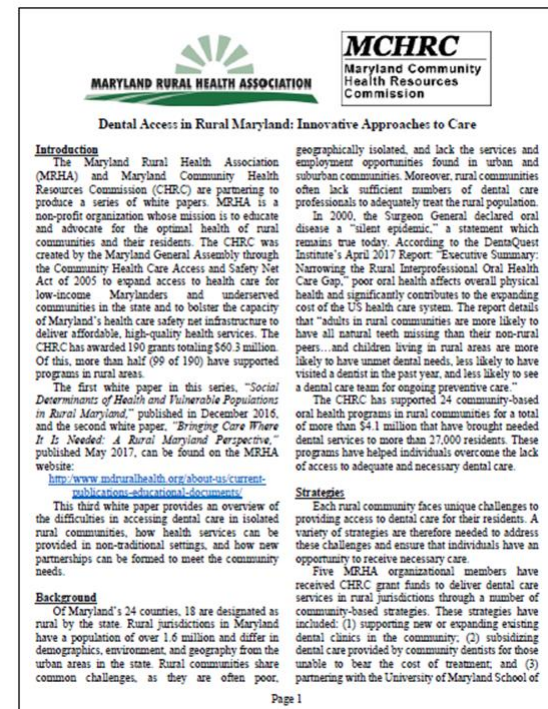 MARYLAND RURAL HEALTH ASSOCIATION
MCHRC
Maryland Community
Health Resources
Commission
Dental Access in Rural Maryland: Innovative Approaches to Care
Introduction
The Maryland Rural Health Association
(MRHA) and Maryland Community Health
Resources Commission (CHRC) are partnering to
produce a series of white papers. MRHA is a
non-profit organization whose mission is to educate
and advocate for the optimal health of rural
communities and their residents. The CHRC was
created by the Maryland General Assembly through
the Community Health Care Access and Safety Net
Act of 2005 to expand access to health care for
low-income Marylanders and underserved
communities in the state and to bolster the capacity
of Maryland's health care safety net infrastructure to
deliver affordable, high-quality health services. The
CHRC has awarded 190 grants totaling $60.3 million.
Of this, more than half (99 of 190) have supported
programs in rural areas.
The first white paper in this series, "Social
Determinants of Health and Vulnerable Populations
in Rural Maryland," published in December 2016,
and the second white paper, "Bringing Care Where
It Is Needed: A Rural Maryland Perspective,"
published May 2017, can be found on the MRHA
website:
http:/www.mdruralhealth.org/about-us/current-
publications-educational-documents/
This third white paper provides an overview of
the difficulties in accessing dental care in isolated
rural communities, how health services can be
provided in non-traditional settings, and how new
partnerships can be formed to meet the community
needs.
Background
Of Maryland's 24 counties, 18 are designated as
rural by the state. Rural jurisdictions in Maryland
have a population of over 1.6 million and differ in
demographics, environment, and geography from the
urban areas in the state. Rural communities share
common challenges, as they are often poor,
geographically isolated, and lack the services and
employment opportunities found in urban and
suburban communities. Moreover, rural communities
often lack sufficient numbers of dental care
professionals to adequately treat the rural population.
In 2000, the Surgeon General declared oral
disease a "silent epidemic," a statement which
remains true today. According to the DentaQuest
Institute's April 2017 Report: "Executive Summary:
Narrowing the Rural Interprofessional Oral Health
Care Gap," poor oral health affects overall physical
health and significantly contributes to the expanding
cost of the US health care system. The report details
that "adults in rural communities are more likely to
have all natural teeth missing than their non-rural
peers…and children living in rural areas are more
likely to have unmet dental needs, less likely to have
visited a dentist in the past year, and less likely to see
a dental care team for ongoing preventive care."
The CHRC has supported 24 community-based
oral health programs in rural communities for a total
of more than $4.1 million that have brought needed
dental services to more than 27,000 residents. These
programs have helped individuals overcome the lack
of access to adequate and necessary dental care.
Strategies
Each rural community faces unique challenges to
providing access to dental care for their residents. A
variety of strategies are therefore needed to address
these challenges and ensure that individuals have an
opportunity to receive necessary care.
Five MRHA organizational members have
received CHRC grant funds to deliver dental care
services in rural jurisdictions through a number of
community-based strategies. These strategies have
included: (1) supporting new or expanding existing
dental clinics in the community; (2) subsidizing
dental care provided by community dentists for those
unable to bear the cost of treatment; and (3)
partnering with the University of Maryland School of
Page 1